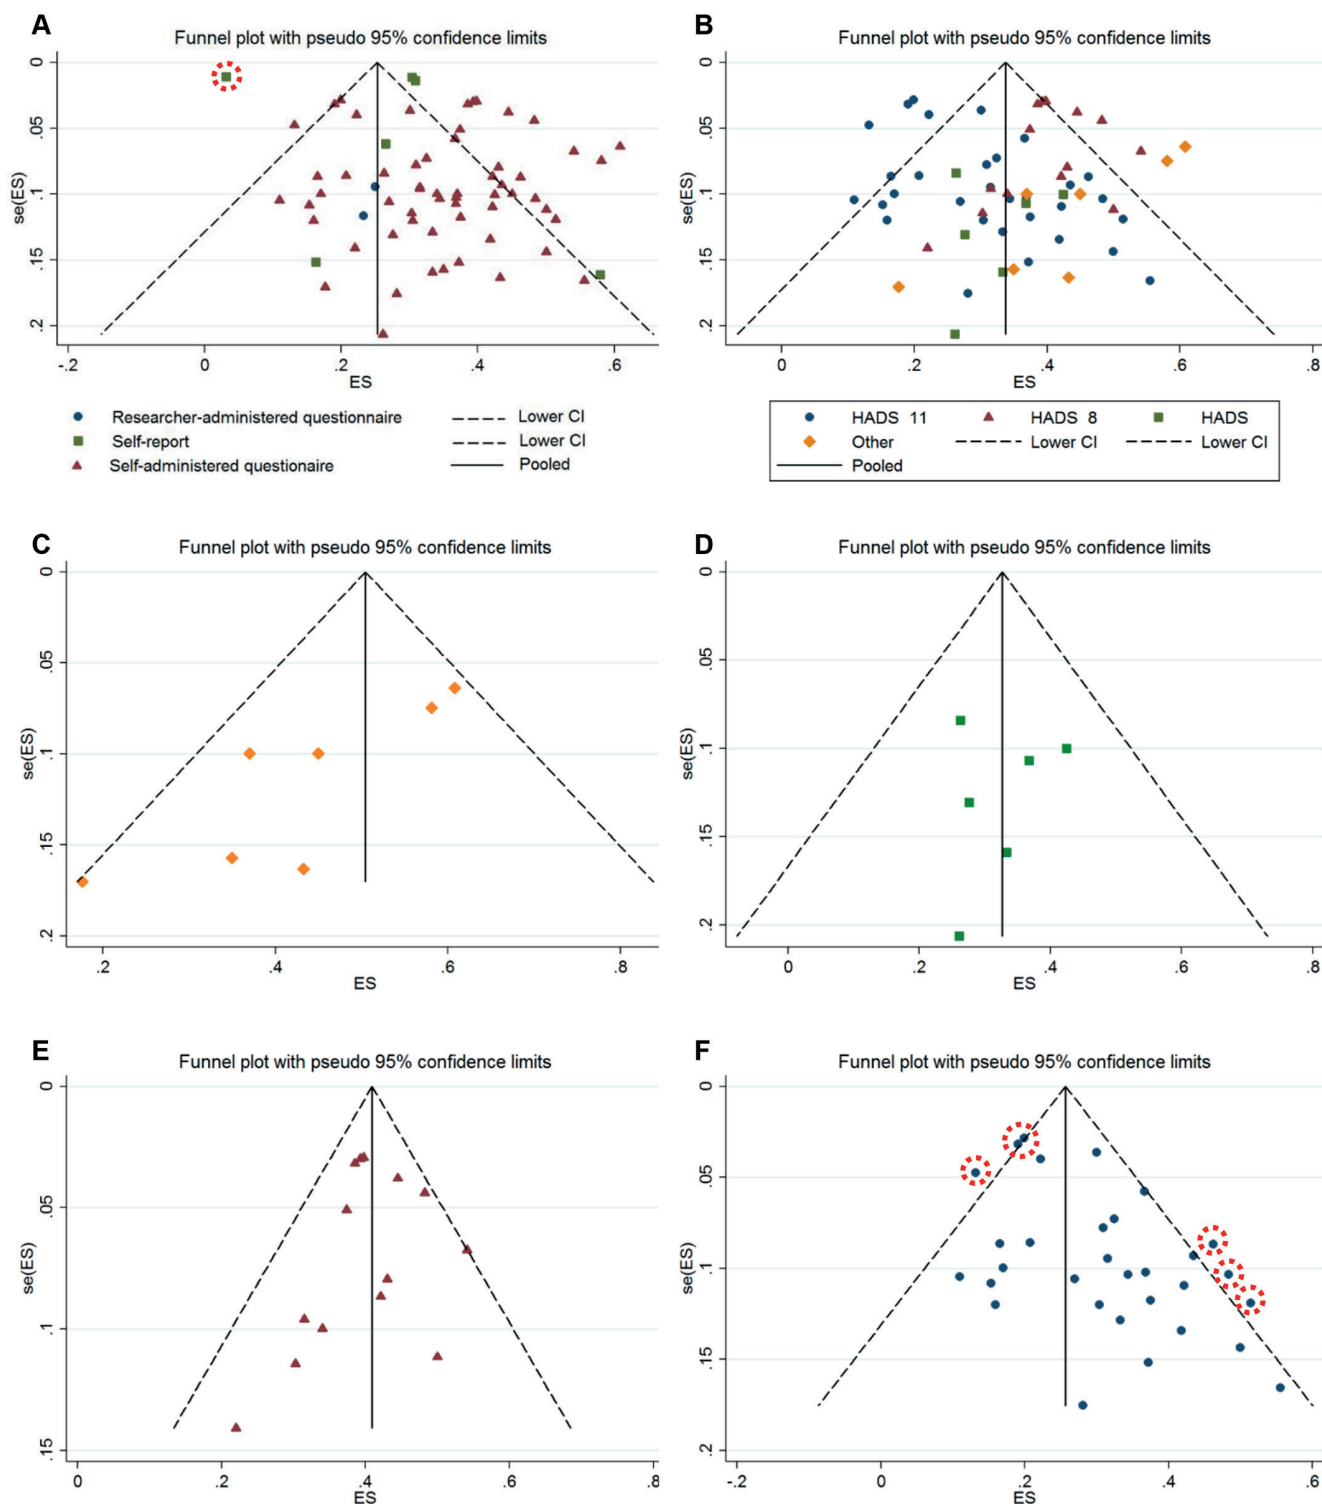 A
Funnel plot with pseudo 95% confidence limits
0
.05
.1
.15
.2
se(ES)
-.2
0
.2
.4
.6
ES
Researcher-administered questionnaire
Self-report
Self-administered questionaire
Lower CI
Lower CI
Pooled
B
Funnel plot with pseudo 95% confidence limits
0
.05
.1
.15
.2
se(ES)
0
.2
.4
.6
.8
ES
HADS 11
HADS 8
HADS
Other
Lower CI
Lower CI
Pooled
C
Funnel plot with pseudo 95% confidence limits
0
.05
.1
.15
.2
se(ES)
.2
.4
.6
.8
ES
D
Funnel plot with pseudo 95% confidence limits
0
.05
.1
.15
.2
se(ES)
0
.2
.4
.6
.8
ES
E
Funnel plot with pseudo 95% confidence limits
0
.05
.1
.15
se(ES)
0
.2
.4
.6
.8
ES
F
Funnel plot with pseudo 95% confidence limits
0
.05
.1
.15
.2
se(ES)
-.2
0
.2
.4
.6
ES